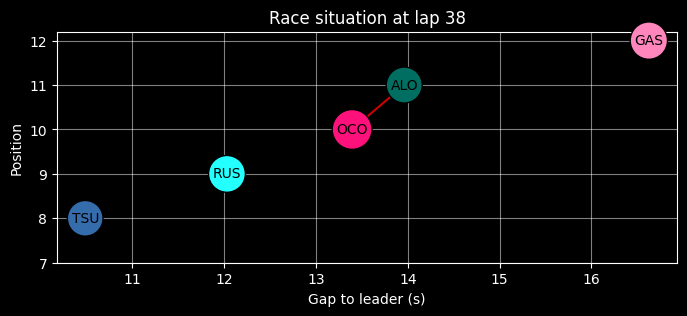 Race situation at lap 38
12
GAS
11
ALO
10
OCO
9
RUS
8
TSU
7
Position
11 12 13 14 15 16
Gap to leader (s)